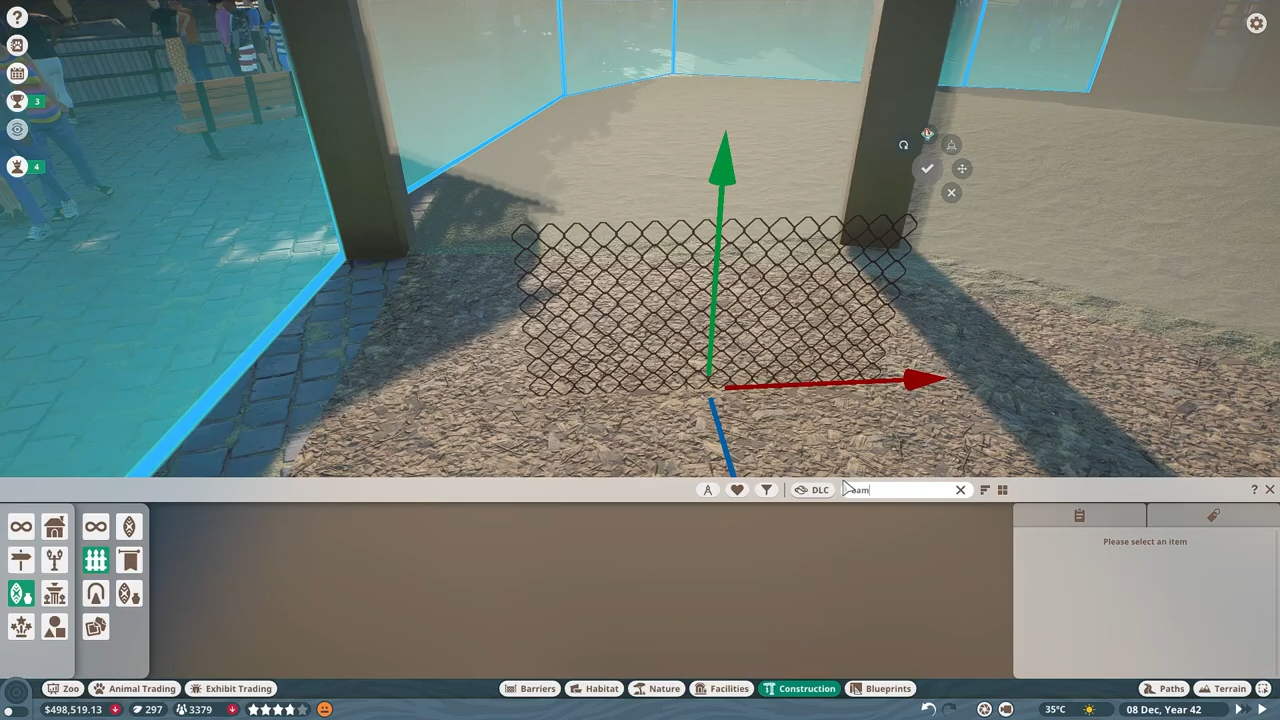 3
4
DLC
eam
?
Please select an item
Zoo
Animal Trading
Exhibit Trading
Barriers
Habitat
Nature
Facilities
Construction
Blueprints
Paths
Terrain
$498,519.13
297
3379
35°C
08 Dec, Year 42